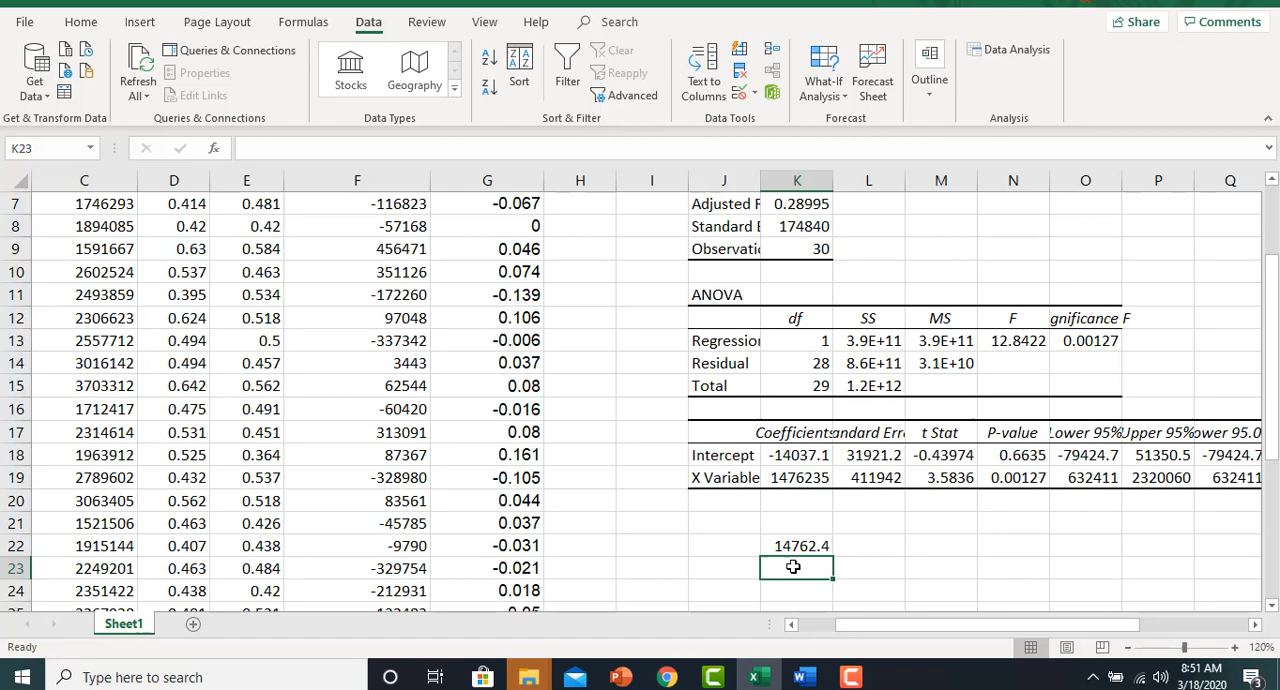 File Home Insert Page Layout Formulas Data Review View Help Search Share Comments
Get Data Refresh All Queries & Connections Properties Edit Links Stocks Geography Sort Filter Clear Reapply Advanced Text to Columns What-If Analysis Forecast Sheet Outline Data Analysis
Get & Transform Data Queries & Connections Data Types Sort & Filter Data Tools Forecast Analysis
K23 fx
C D E F G H I J K L M N O P Q
7 1746293 0.414 0.481 -116823 -0.067 Adjusted F 0.28995
8 1894085 0.42 0.42 -57168 0 Standard E 174840
9 1591667 0.63 0.584 456471 0.046 Observatio 30
10 2602524 0.537 0.463 351126 0.074
11 2493859 0.395 0.534 -172260 -0.139 ANOVA
12 2306623 0.624 0.518 97048 0.106 df SS MS F gnificance F
13 2557712 0.494 0.5 -337342 -0.006 Regression 1 3.9E+11 3.9E+11 12.8422 0.00127
14 3016142 0.494 0.457 3443 0.037 Residual 28 8.6E+11 3.1E+10
15 3703312 0.642 0.562 62544 0.08 Total 29 1.2E+12
16 1712417 0.475 0.491 -60420 -0.016
17 2314614 0.531 0.451 313091 0.08 Coefficients andard Erro t Stat P-value Lower 95% Upper 95% ower 95.0
18 1963912 0.525 0.364 87367 0.161 Intercept -14037.1 31921.2 -0.43974 0.6635 -79424.7 51350.5 -79424.7
19 2789602 0.432 0.537 -328980 -0.105 X Variable 1476235 411942 3.5836 0.00127 632411 2320060 632411
20 3063405 0.562 0.518 83561 0.044
21 1521506 0.463 0.426 -45785 0.037
22 1915144 0.407 0.438 -9790 -0.031 14762.4
23 2249201 0.463 0.484 -329754 -0.021
24 2351422 0.438 0.42 -212931 0.018
Sheet1
Ready 120%
Type here to search 8:51 AM
3/18/2020 3